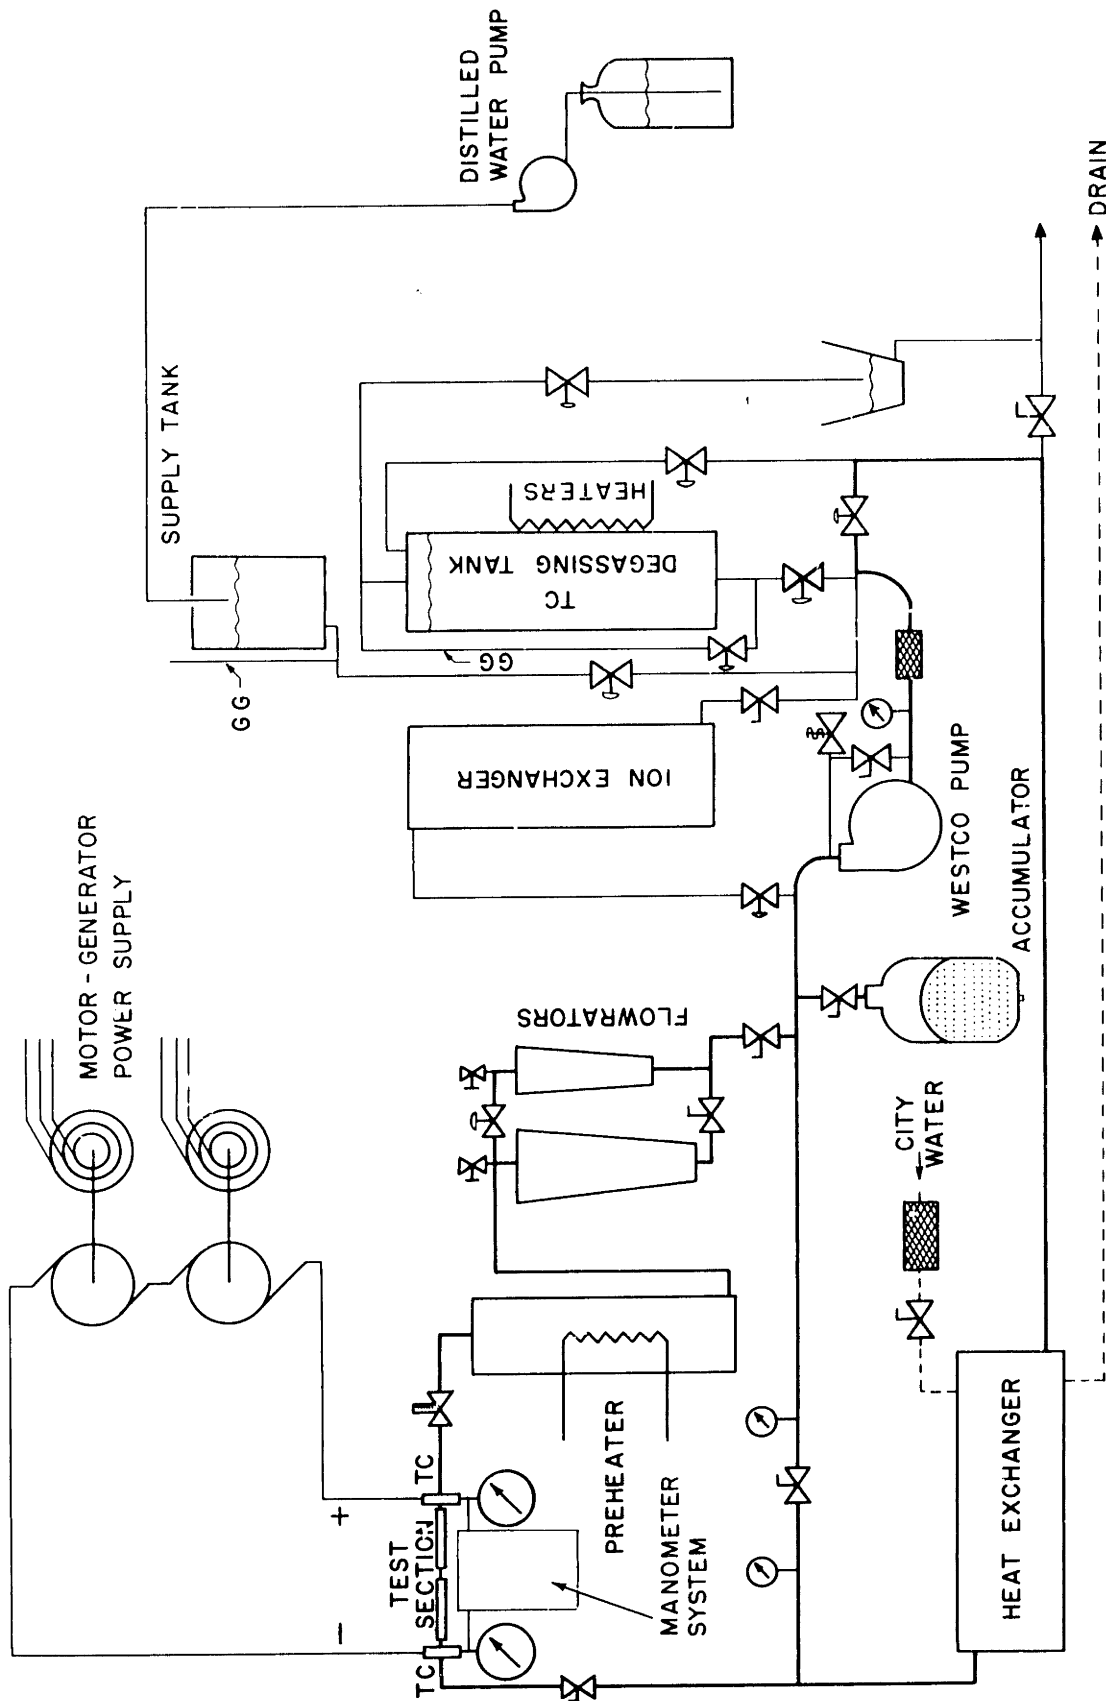 DISTILLED
WATER PUMP
SUPPLY TANK
MOTOR - GENERATOR
POWER SUPPLY
GG
GG
HEATERS
DEGASSING TANK
TC
ION EXCHANGER
FLOWRATORS
WESTCO PUMP
ACCUMULATOR
DRAIN
CITY
WATER
HEAT EXCHANGER
PREHEATER
MANOMETER
SYSTEM
TEST
SECTION
TC
TC
+
−